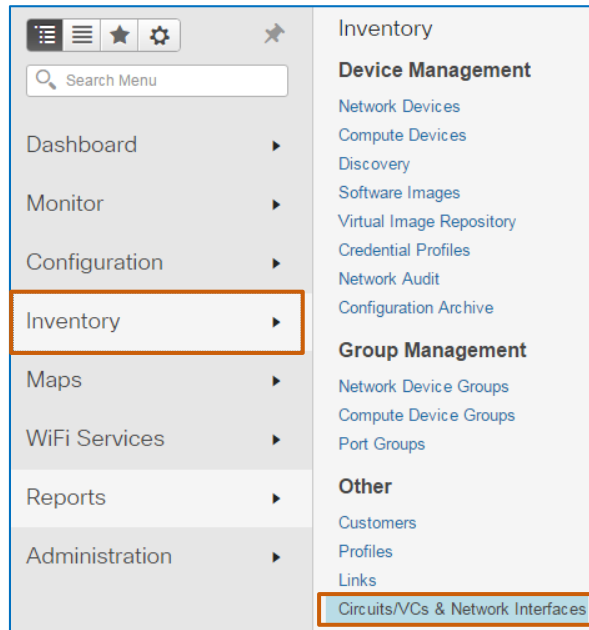 Search Menu
Dashboard
Monitor
Configuration
Inventory
Maps
WiFi Services
Reports
Administration
Inventory
Device Management
Network Devices
Compute Devices
Discovery
Software Images
Virtual Image Repository
Credential Profiles
Network Audit
Configuration Archive
Group Management
Network Device Groups
Compute Device Groups
Port Groups
Other
Customers
Profiles
Links
Circuits/VCs & Network Interfaces